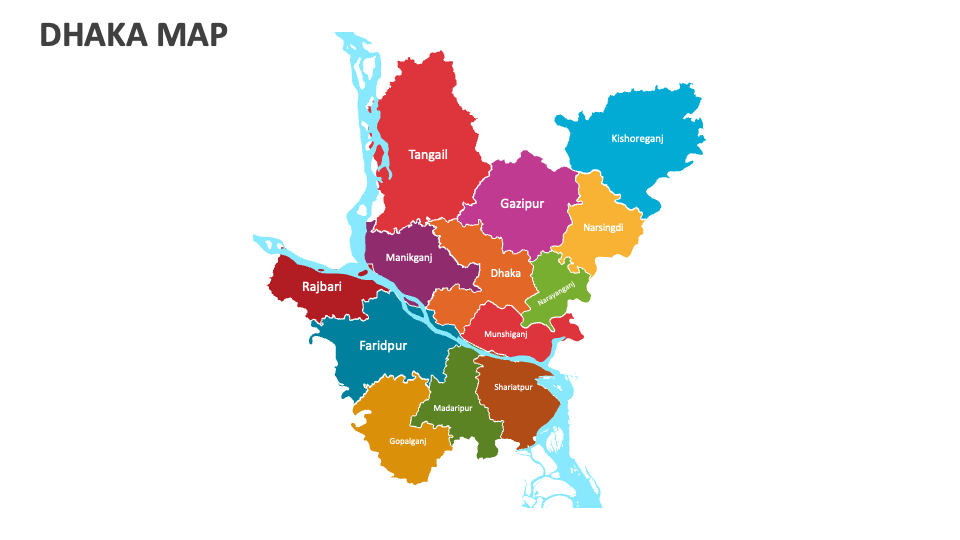 DHAKA MAP
Kishoreganj
Tangail
Gazipur
Narsingdi
Manikganj
Dhaka
Rajbari
Narayanganj
Munshiganj
Faridpur
Shariatpur
Madaripur
Gopalganj